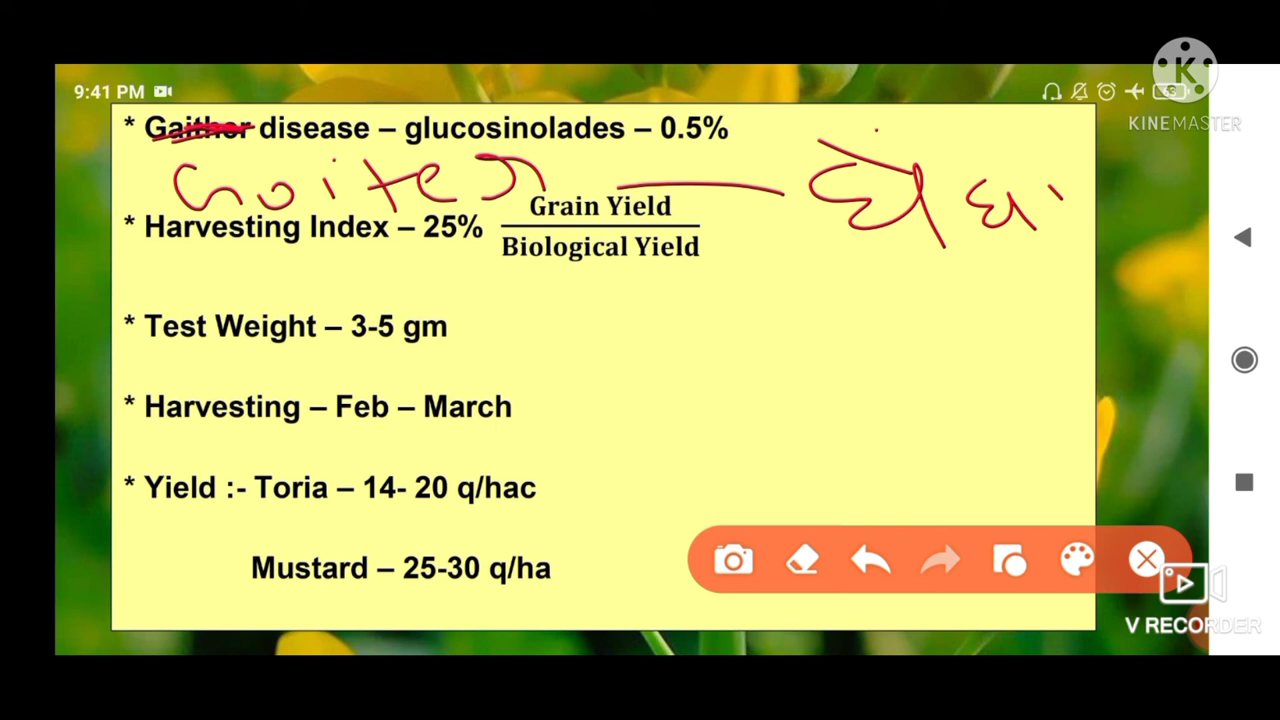 9:41 PM
63
K
KINEMASTER
* Gaither disease – glucosinolades – 0.5%
Goiter — घेंघा
* Harvesting Index – 25% Grain Yield
Biological Yield
* Test Weight – 3-5 gm
* Harvesting – Feb – March
* Yield :- Toria – 14- 20 q/hac
Mustard – 25-30 q/ha
V RECORDER